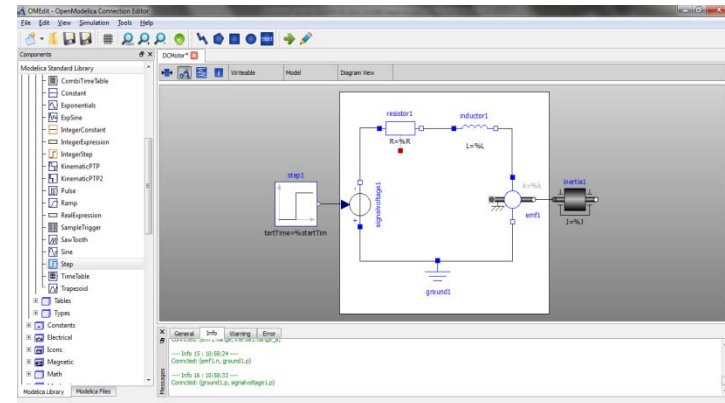 OMEdit - OpenModelica Connection Editor
File Edit View Simulation Tools Help
Components
DCMotor*
Modelica Standard Library
Writeable Model Diagram View
CombiTimeTable
Constant
Exponentials
ExpSine
IntegerConstant
IntegerExpression
IntegerStep
KinematicPTP
KinematicPTP2
Pulse
Ramp
RealExpression
SampleTrigger
SawTooth
Sine
Step
TimeTable
Trapezoid
Tables
Types
Constants
Electrical
Icons
Magnetic
Math
Modelica Library Modelica Files
resistor1
inductor1
R=%R
L=%L
step1
tartTime=%startTim
signalvoltage1
-
+
k=%k
emf1
inertia1
J=%J
ground1
Messages
General Info Warning Error
---- Info 15 : 10:58:24 ----
Connected: (emf1.n, ground1.p)
---- Info 16 : 10:58:33 ----
Connected: (ground1.p, signalvoltage1.p)